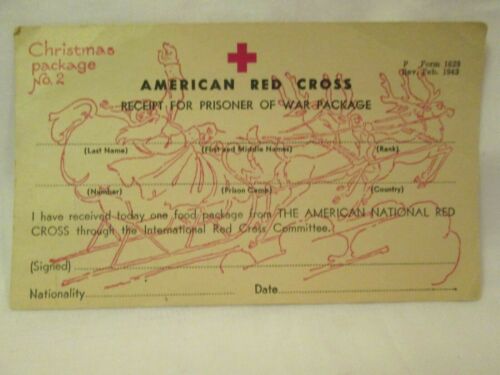 Christmas
package
No. 2
F Form 1623
Rev. Feb. 1943
AMERICAN RED CROSS
RECEIPT FOR PRISONER OF WAR PACKAGE
(Last Name) (First and Middle Names) (Rank)
(Number) (Prison Camp) (Country)
I have received today one food package from THE AMERICAN NATIONAL RED
CROSS through the International Red Cross Committee.
(Signed)
Nationality Date